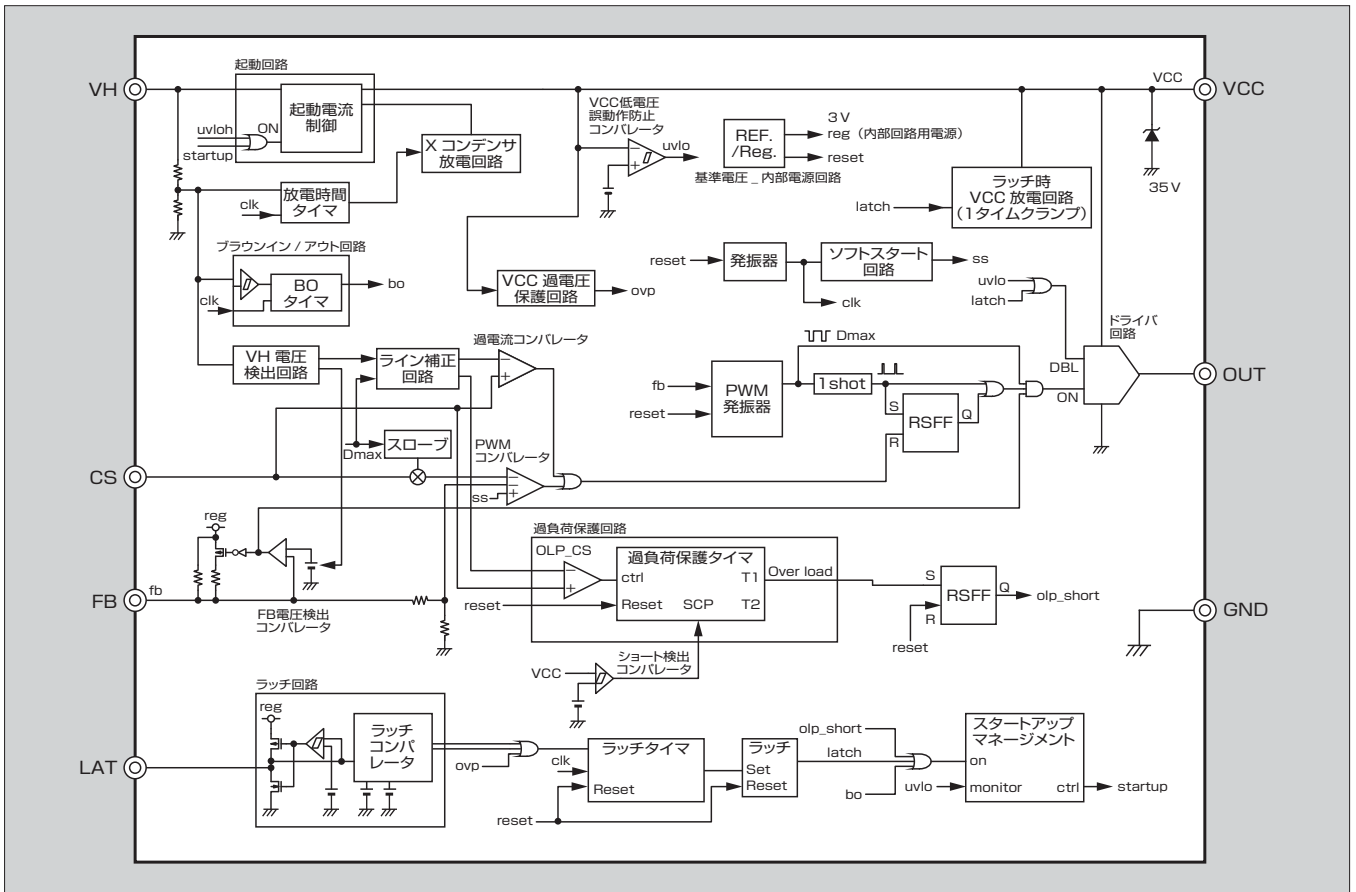 起動回路
VH
uvloh
startup
ON
起動電流
制御
X コンデンサ
放電回路
放電時間
タイマ
clk
VCC低電圧
誤動作防止
コンパレータ
uvlo
REF.
/Reg.
3 V
reg（内部回路用電源）
reset
基準電圧 _ 内部電源回路
VCC
VCC
35 V
latch
ラッチ時
VCC 放電回路
（1タイムクランプ）
ブラウンイン / アウト回路
BO
タイマ
clk
bo
VCC 過電圧
保護回路
ovp
reset
発振器
ソフトスタート
回路
ss
clk
uvlo
latch
ドライバ
回路
DBL
ON
OUT
VH 電圧
検出回路
ライン補正
回路
過電流コンパレータ
Dmax
スロープ
PWM
コンパレータ
ss
CS
fb
reset
PWM
発振器
Dmax
1shot
S
R
RSFF
Q
reg
FB
fb
FB電圧検出
コンパレータ
過負荷保護回路
OLP_CS
過負荷保護タイマ
ctrl
T1
Over load
reset
Reset
SCP
T2
S
R
RSFF
Q
olp_short
reset
GND
VCC
ショート検出
コンパレータ
ラッチ回路
reg
LAT
ラッチ
コンパ
レータ
ovp
clk
ラッチタイマ
Reset
reset
ラッチ
Set
Reset
olp_short
latch
bo
スタートアップ
マネージメント
on
uvlo
monitor
ctrl
startup